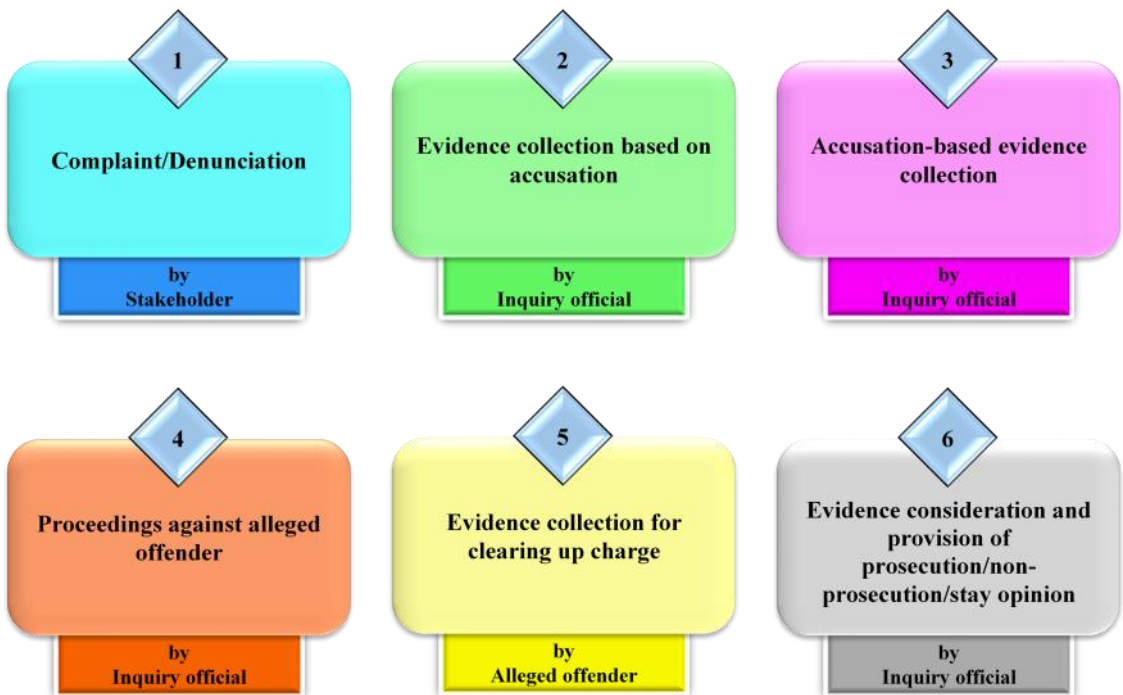 1
Complaint/Denunciation
by
Stakeholder
2
Evidence collection based on
accusation
by
Inquiry official
3
Accusation-based evidence
collection
by
Inquiry official
4
Proceedings against alleged
offender
by
Inquiry official
5
Evidence collection for
clearing up charge
by
Alleged offender
6
Evidence consideration and
provision of
prosecution/non-
prosecution/stay opinion
by
Inquiry official